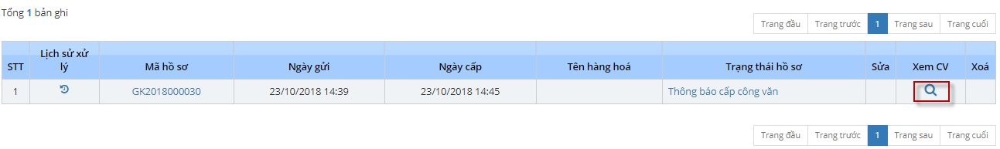 Tổng 1 bản ghi
Trang đầu Trang trước 1 Trang sau Trang cuối
STT Lịch sử xử lý Mã hồ sơ Ngày gửi Ngày cấp Tên hàng hoá Trạng thái hồ sơ Sửa Xem CV Xoá
1 GK2018000030 23/10/2018 14:39 23/10/2018 14:45 Thông báo cấp công văn
Trang đầu Trang trước 1 Trang sau Trang cuối